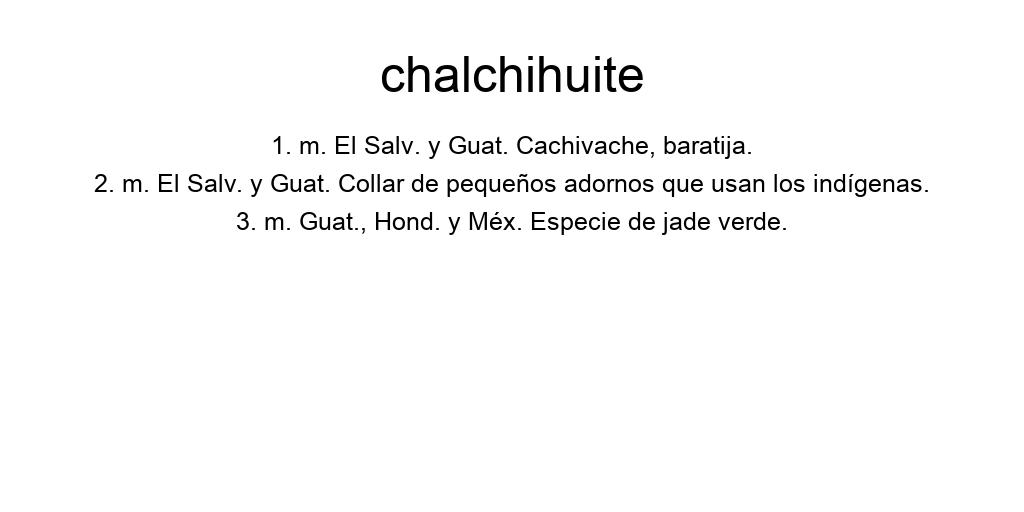 chalchihuite
1. m. El Salv. y Guat. Cachivache, baratija.
2. m. El Salv. y Guat. Collar de pequeños adornos que usan los indígenas.
3. m. Guat., Hond. y Méx. Especie de jade verde.